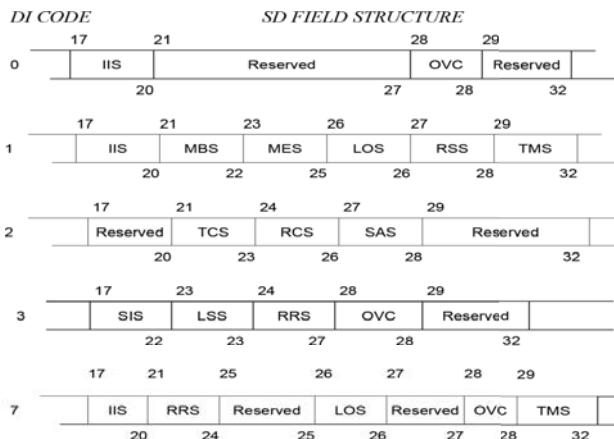 DI CODE SD FIELD STRUCTURE
17 21 28 29
0 IIS Reserved OVC Reserved
20 27 28 32
17 21 23 26 27 29
1 IIS MBS MES LOS RSS TMS
20 22 25 26 28 32
17 21 24 27 29
2 Reserved TCS RCS SAS Reserved
20 23 26 28 32
17 23 24 28 29
3 SIS LSS RRS OVC Reserved
22 23 27 28 32
17 21 25 26 27 28 29
7 IIS RRS Reserved LOS Reserved OVC TMS
20 24 25 26 27 28 32